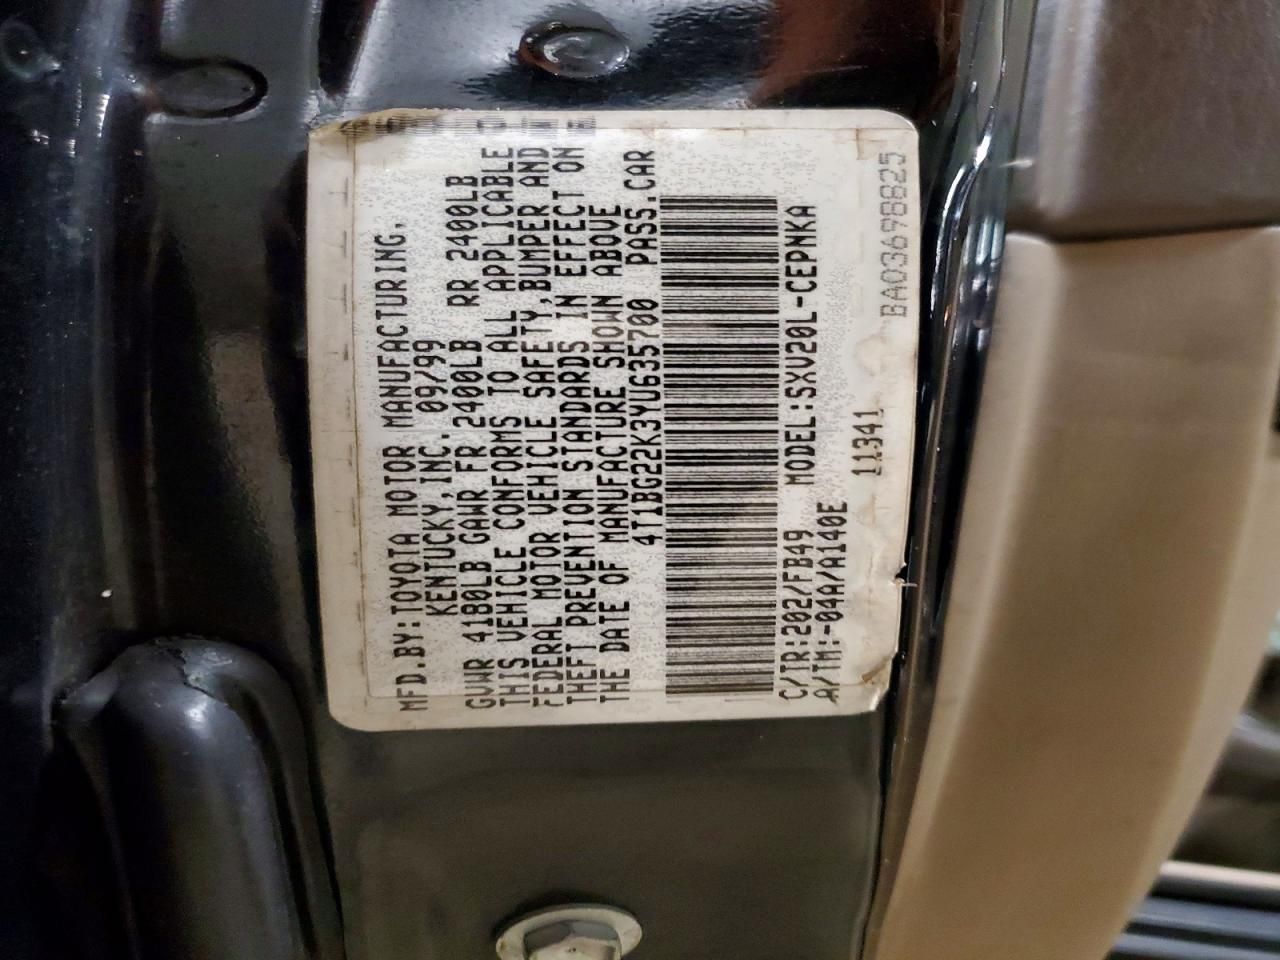 MFD.BY:TOYOTA MOTOR MANUFACTURING,
KENTUCKY,INC. 09/99
GVWR 4180LB GAWR FR 2400LB RR 2400LB
THIS VEHICLE CONFORMS TO ALL APPLICABLE
FEDERAL MOTOR VEHICLE SAFETY,BUMPER AND
THEFT PREVENTION STANDARDS IN EFFECT ON
THE DATE OF MANUFACTURE SHOWN ABOVE
4T1BG22K3YU635700 PASS.CAR
C/TR:202/FB49 MODEL:SXV20L-CEPNKA
A/TM:-04A/A140E
11341
BA03698825